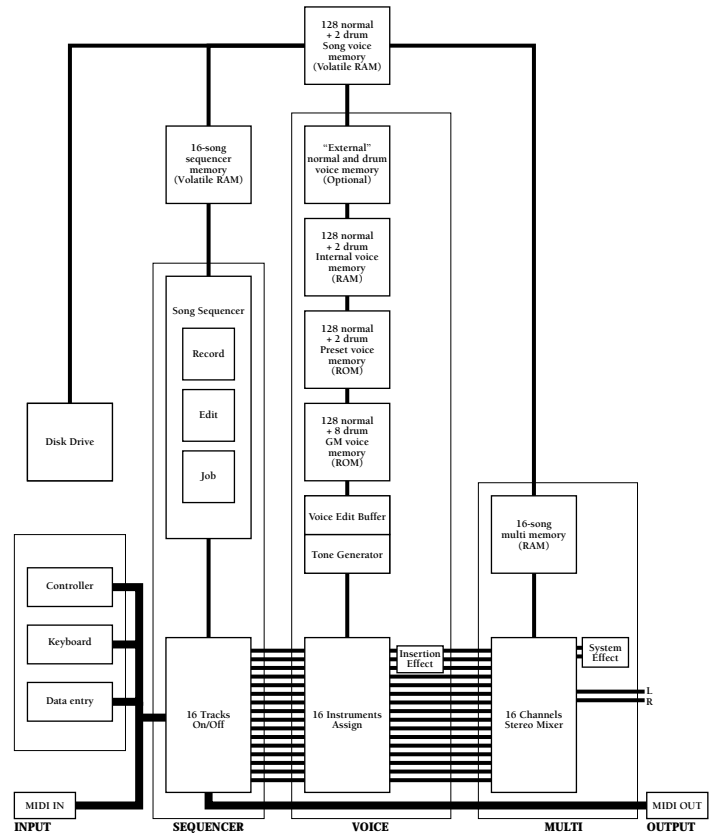 128 normal
+ 2 drum
Song voice
memory
(Volatile RAM)
16-song
sequencer
memory
(Volatile RAM)
“External”
normal and drum
voice memory
(Optional)
128 normal
+ 2 drum
Internal voice
memory
(RAM)
Song Sequencer
Record
Edit
Job
128 normal
+ 2 drum
Preset voice
memory
(ROM)
128 normal
+ 8 drum
GM voice
memory
(ROM)
Disk Drive
Voice Edit Buffer
Tone Generator
16-song
multi memory
(RAM)
Controller
Keyboard
Data entry
16 Tracks
On/Off
16 Instruments
Assign
Insertion
Effect
16 Channels
Stereo Mixer
System
Effect
L
R
MIDI IN
MIDI OUT
INPUT
SEQUENCER
VOICE
MULTI
OUTPUT